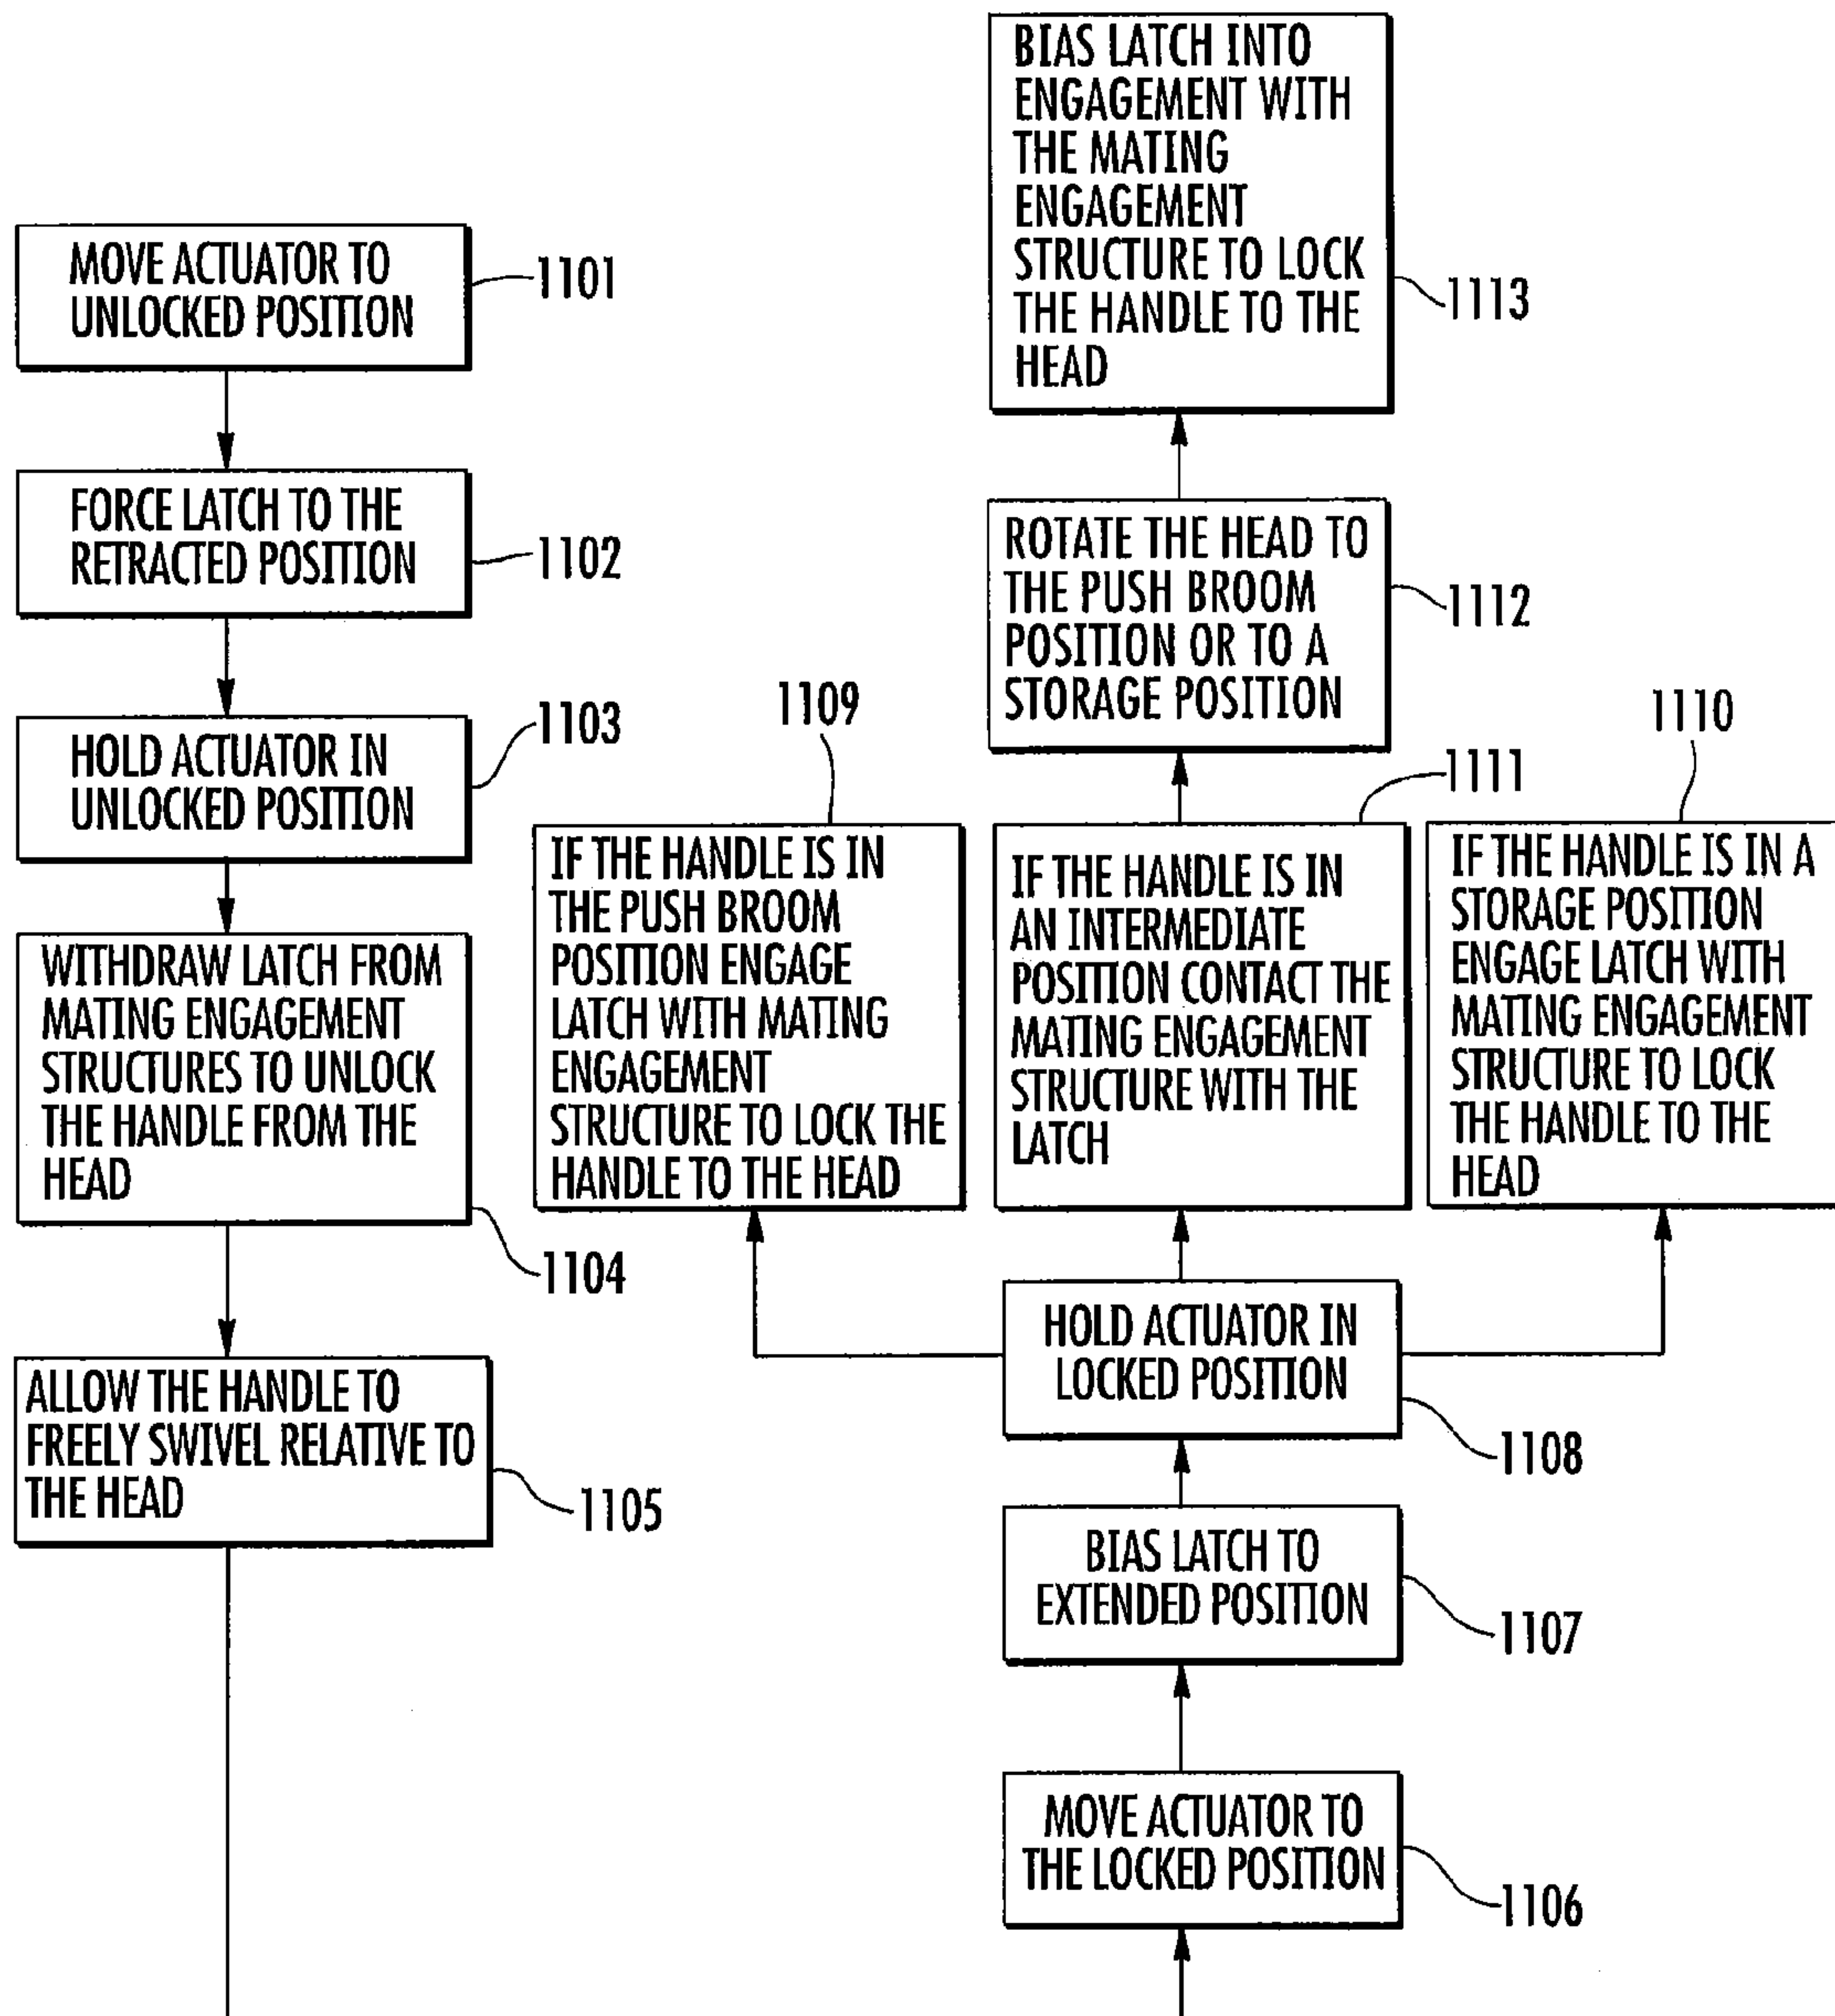 MOVE ACTUATOR TO
UNLOCKED POSITION
1101
FORCE LATCH TO THE
RETRACTED POSITION
1102
HOLD ACTUATOR IN
UNLOCKED POSITION
1103
WITHDRAW LATCH FROM
MATING ENGAGEMENT
STRUCTURES TO UNLOCK
THE HANDLE FROM THE
HEAD
1104
ALLOW THE HANDLE TO
FREELY SWIVEL RELATIVE TO
THE HEAD
1105
MOVE ACTUATOR TO
THE LOCKED POSITION
1106
BIAS LATCH TO
EXTENDED POSITION
1107
HOLD ACTUATOR IN
LOCKED POSITION
1108
1109
IF THE HANDLE IS IN
THE PUSH BROOM
POSITION ENGAGE
LATCH WITH MATING
ENGAGEMENT
STRUCTURE TO LOCK THE
HANDLE TO THE HEAD
1110
IF THE HANDLE IS IN A
STORAGE POSITION
ENGAGE LATCH WITH
MATING ENGAGEMENT
STRUCTURE TO LOCK
THE HANDLE TO THE
HEAD
1111
IF THE HANDLE IS IN
AN INTERMEDIATE
POSITION CONTACT THE
MATING ENGAGEMENT
STRUCTURE WITH THE
LATCH
ROTATE THE HEAD TO
THE PUSH BROOM
POSITION OR TO A
STORAGE POSITION
1112
BIAS LATCH INTO
ENGAGEMENT WITH
THE MATING
ENGAGEMENT
STRUCTURE TO LOCK
THE HANDLE TO THE
HEAD
1113